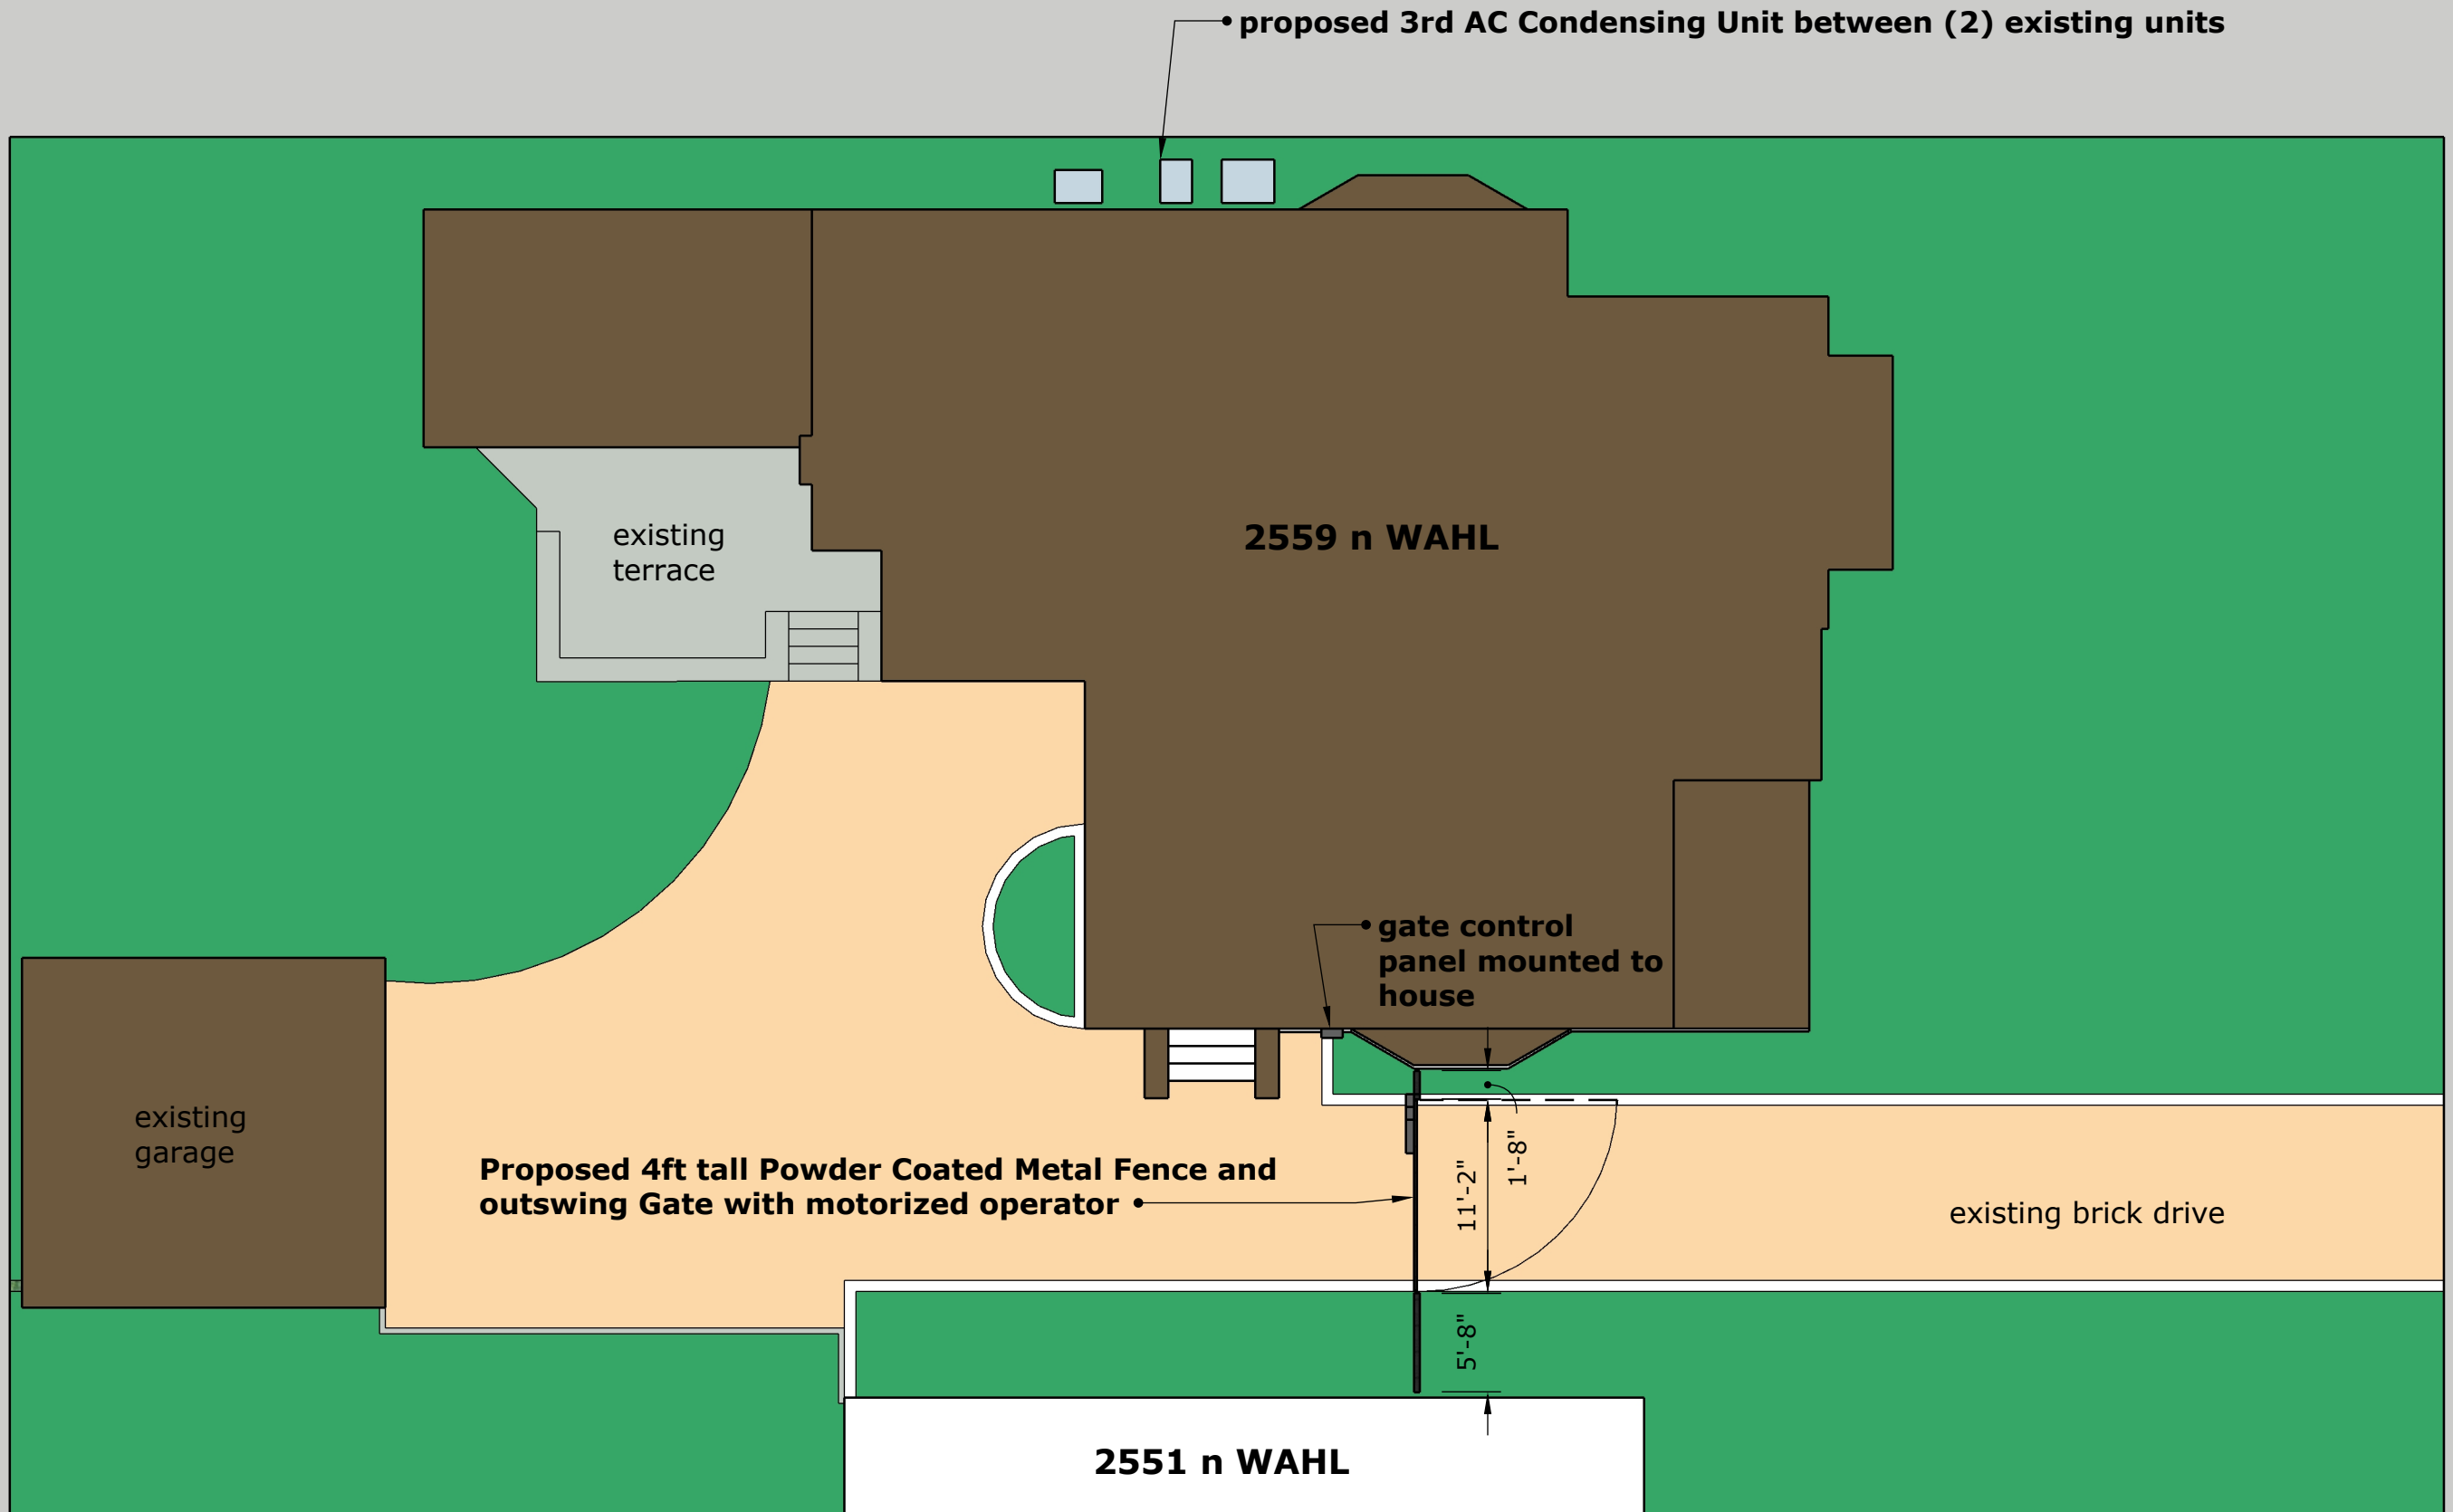 proposed 3rd AC Condensing Unit between (2) existing units
existing
terrace
2559 n WAHL
gate control
panel mounted to
house
existing
garage
Proposed 4ft tall Powder Coated Metal Fence and
outswing Gate with motorized operator
11'-2"
1'-8"
existing brick drive
5'-8"
2551 n WAHL